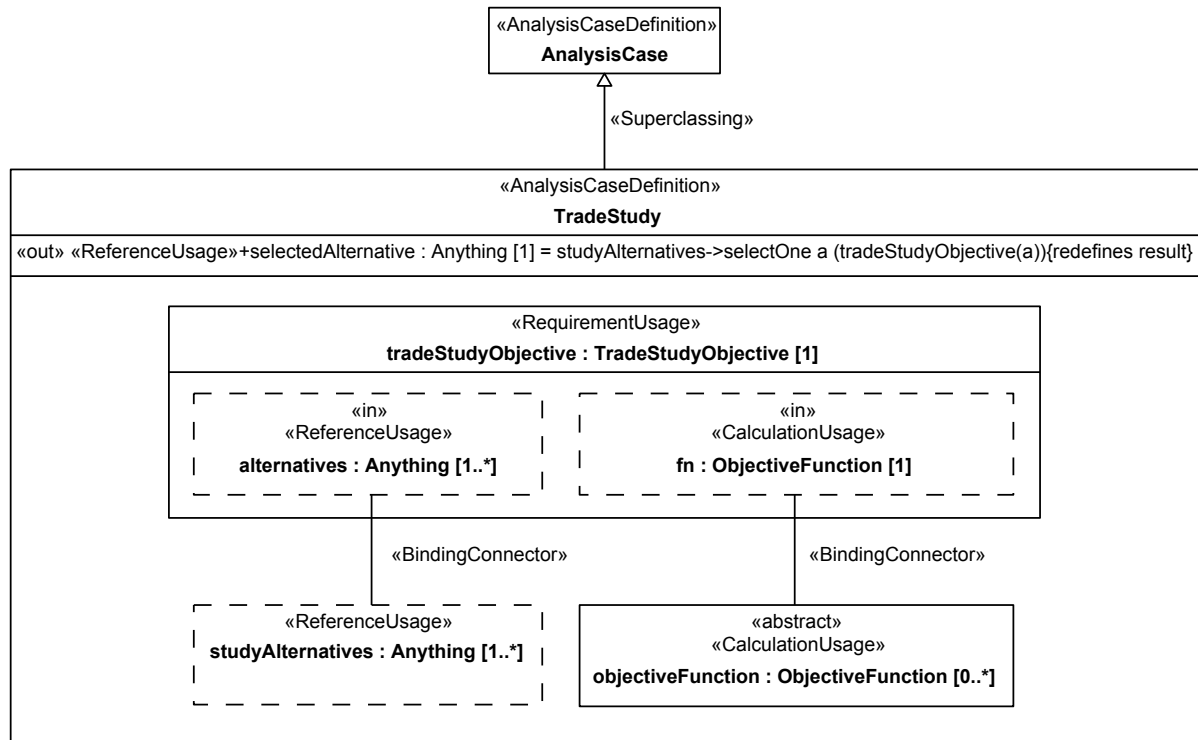 «AnalysisCaseDefinition»
AnalysisCase
«Superclassing»
«AnalysisCaseDefinition»
TradeStudy
«out» «ReferenceUsage»+selectedAlternative : Anything [1] = studyAlternatives->selectOne a (tradeStudyObjective(a)){redefines result}
«RequirementUsage»
tradeStudyObjective : TradeStudyObjective [1]
«in»
«ReferenceUsage»
alternatives : Anything [1..*]
«in»
«CalculationUsage»
fn : ObjectiveFunction [1]
«BindingConnector»
«BindingConnector»
«ReferenceUsage»
studyAlternatives : Anything [1..*]
«abstract»
«CalculationUsage»
objectiveFunction : ObjectiveFunction [0..*]